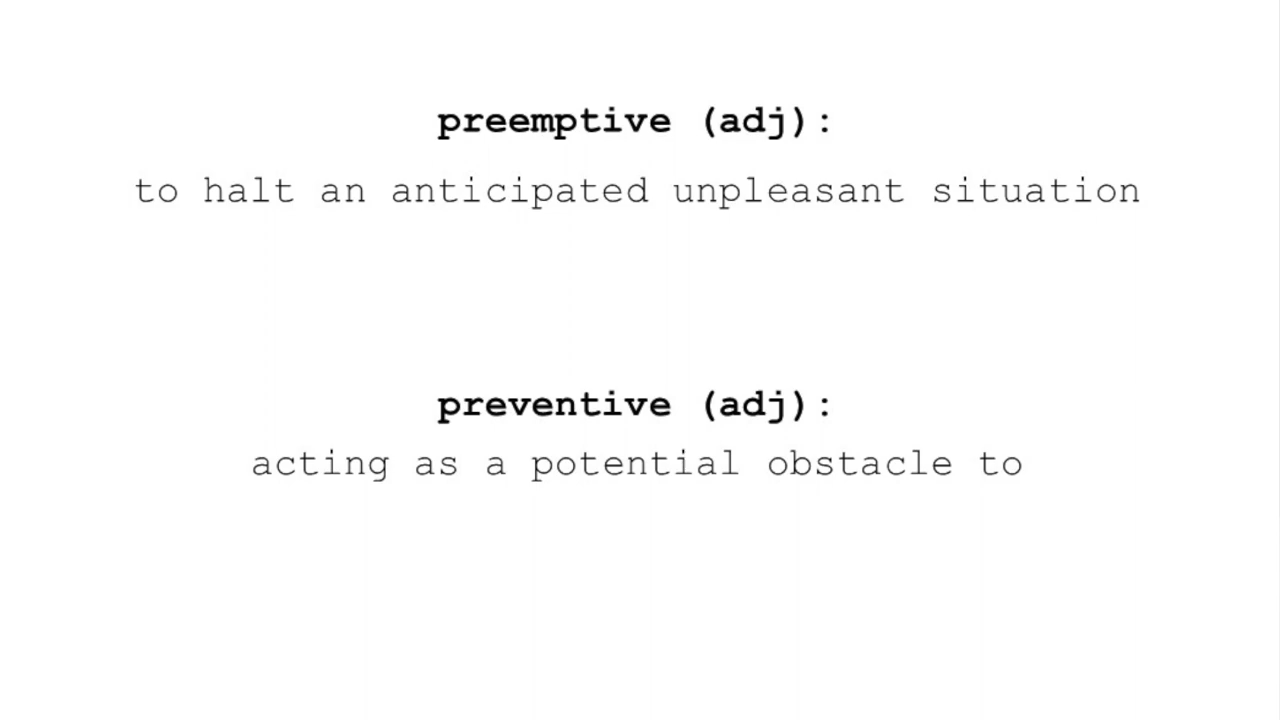 preemptive (adj):
to halt an anticipated unpleasant situation
preventive (adj):
acting as a potential obstacle to